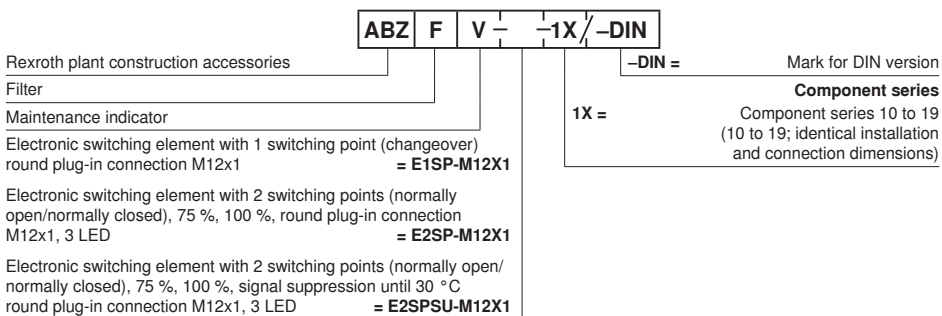 ABZ F V – –1X/ –DIN
Rexroth plant construction accessories
Filter
Maintenance indicator
Electronic switching element with 1 switching point (changeover)
round plug-in connection M12x1 = E1SP-M12X1
Electronic switching element with 2 switching points (normally
open/normally closed), 75 %, 100 %, round plug-in connection
M12x1, 3 LED = E2SP-M12X1
Electronic switching element with 2 switching points (normally open/
normally closed), 75 %, 100 %, signal suppression until 30 °C
round plug-in connection M12x1, 3 LED = E2SPSU-M12X1
–DIN = Mark for DIN version
Component series
1X = Component series 10 to 19
(10 to 19; identical installation
and connection dimensions)